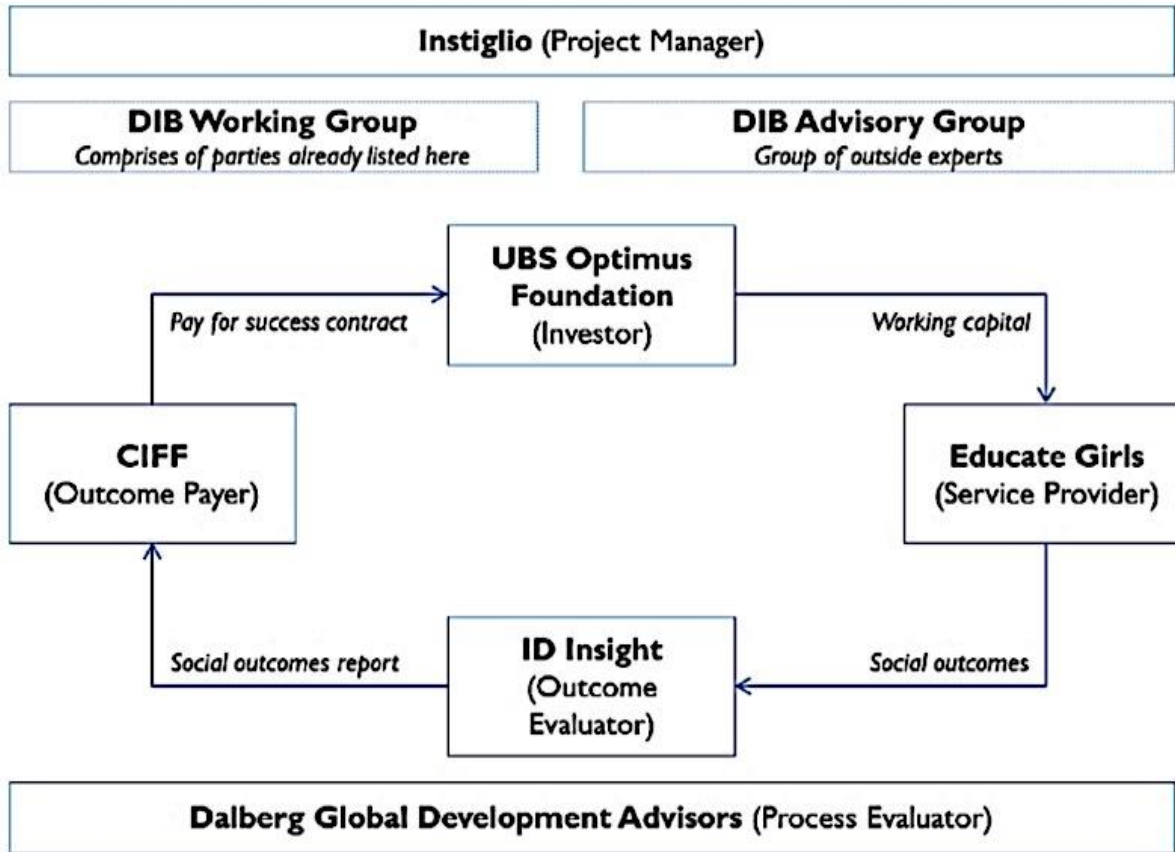 Instiglio (Project Manager)
DIB Working Group
Comprises of parties already listed here
DIB Advisory Group
Group of outside experts
UBS Optimus
Foundation
(Investor)
Pay for success contract
Working capital
CIFF
(Outcome Payer)
Educate Girls
(Service Provider)
Social outcomes report
ID Insight
(Outcome
Evaluator)
Social outcomes
Dalberg Global Development Advisors (Process Evaluator)